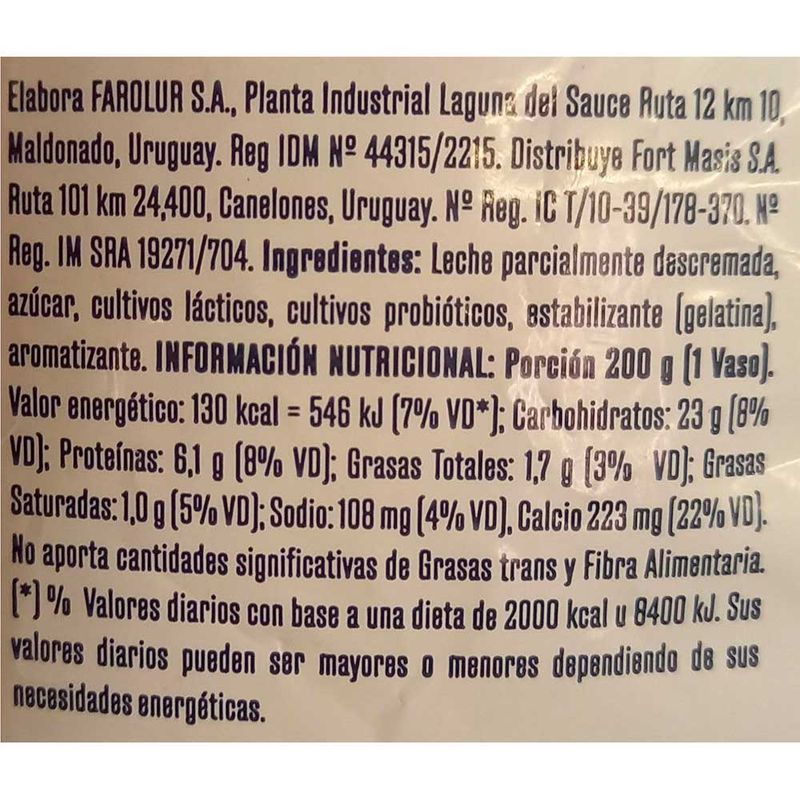 Elabora FAROLUR S.A., Planta Industrial Laguna del Sauce Ruta 12 km 10,
Maldonado, Uruguay. Reg IDM Nº 44315/2215. Distribuye Fort Masis S.A.
Ruta 101 km 24,400, Canelones, Uruguay. Nº Reg. IC T/10-39/178-370. Nº
Reg. IM SRA 19271/704. Ingredientes: Leche parcialmente descremada,
azúcar, cultivos lácticos, cultivos probióticos, estabilizante (gelatina),
aromatizante. INFORMACIÓN NUTRICIONAL: Porción 200 g (1 Vaso).
Valor energético: 130 kcal = 546 kJ (7% VD*); Carbohidratos: 23 g (8%
VD); Proteínas: 6,1 g (8% VD); Grasas Totales: 1,7 g (3% VD); Grasas
Saturadas: 1,0 g (5% VD); Sodio: 108 mg (4% VD), Calcio 223 mg (22% VD).
No aporta cantidades significativas de Grasas trans y Fibra Alimentaria.
(*) % Valores diarios con base a una dieta de 2000 kcal u 8400 kJ. Sus
valores diarios pueden ser mayores o menores dependiendo de sus
necesidades energéticas.